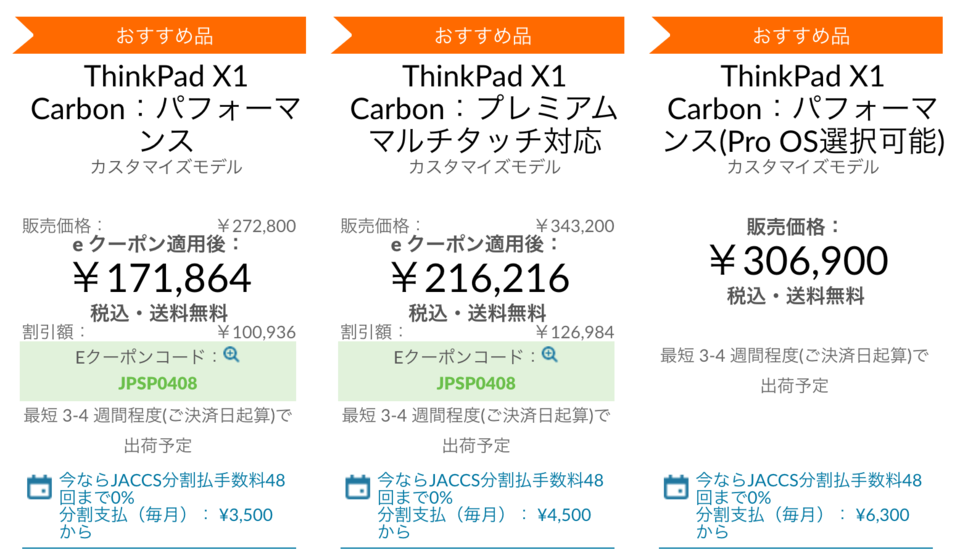 おすすめ品
ThinkPad X1
Carbon：パフォーマ
ンス
カスタマイズモデル
販売価格： ￥272,800
e クーポン適用後：
￥171,864
税込・送料無料
割引額： ￥100,936
Eクーポンコード：
JPSP0408
最短 3-4 週間程度(ご決済日起算)で
出荷予定
今ならJACCS分割払手数料48
回まで0%
分割支払（毎月）： ¥3,500
から
おすすめ品
ThinkPad X1
Carbon：プレミアム
マルチタッチ対応
カスタマイズモデル
販売価格： ￥343,200
e クーポン適用後：
￥216,216
税込・送料無料
割引額： ￥126,984
Eクーポンコード：
JPSP0408
最短 3-4 週間程度(ご決済日起算)で
出荷予定
今ならJACCS分割払手数料48
回まで0%
分割支払（毎月）： ¥4,500
から
おすすめ品
ThinkPad X1
Carbon：パフォーマ
ンス(Pro OS選択可能)
カスタマイズモデル
販売価格：
￥306,900
税込・送料無料
最短 3-4 週間程度(ご決済日起算)で
出荷予定
今ならJACCS分割払手数料48
回まで0%
分割支払（毎月）： ¥6,300
から